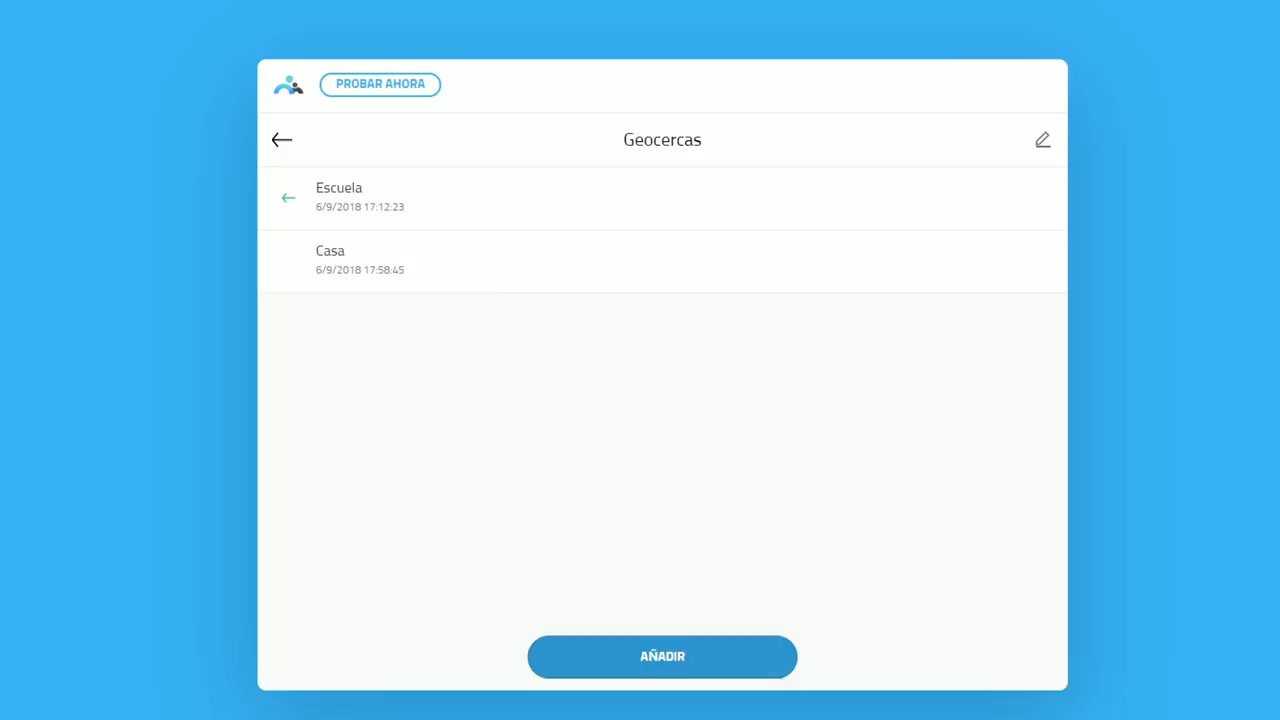 PROBAR AHORA
Geocercas
Escuela
6/9/2018 17:12:23
Casa
6/9/2018 17:58:45
AÑADIR